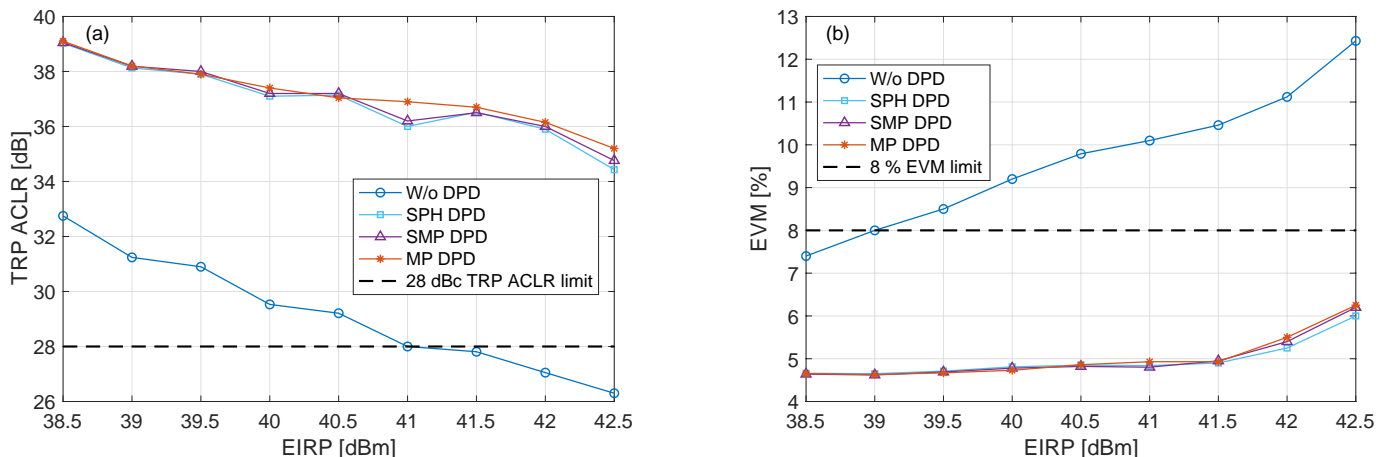 (a)
TRP ACLR [dB]
40
38
36
34
32
30
28
26
W/o DPD
SPH DPD
SMP DPD
MP DPD
28 dBc TRP ACLR limit
38.5 39 39.5 40 40.5 41 41.5 42 42.5
EIRP [dBm]
(b)
EVM [%]
13
12
11
10
9
8
7
6
5
4
W/o DPD
SPH DPD
SMP DPD
MP DPD
8 % EVM limit
38.5 39 39.5 40 40.5 41 41.5 42 42.5
EIRP [dBm]